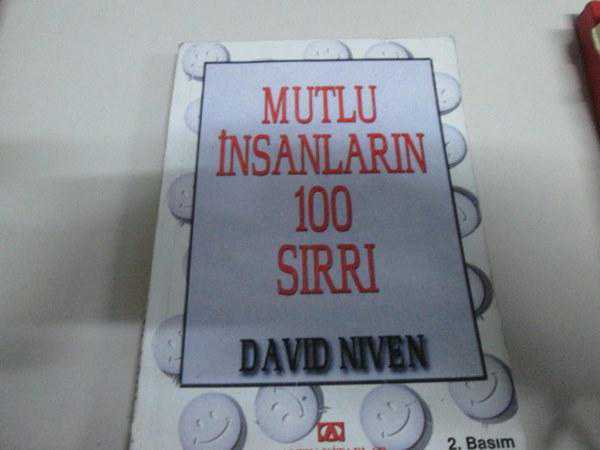 MUTLU
İNSANLARIN
100
SIRRI
DAVID NIVEN
2. Basım